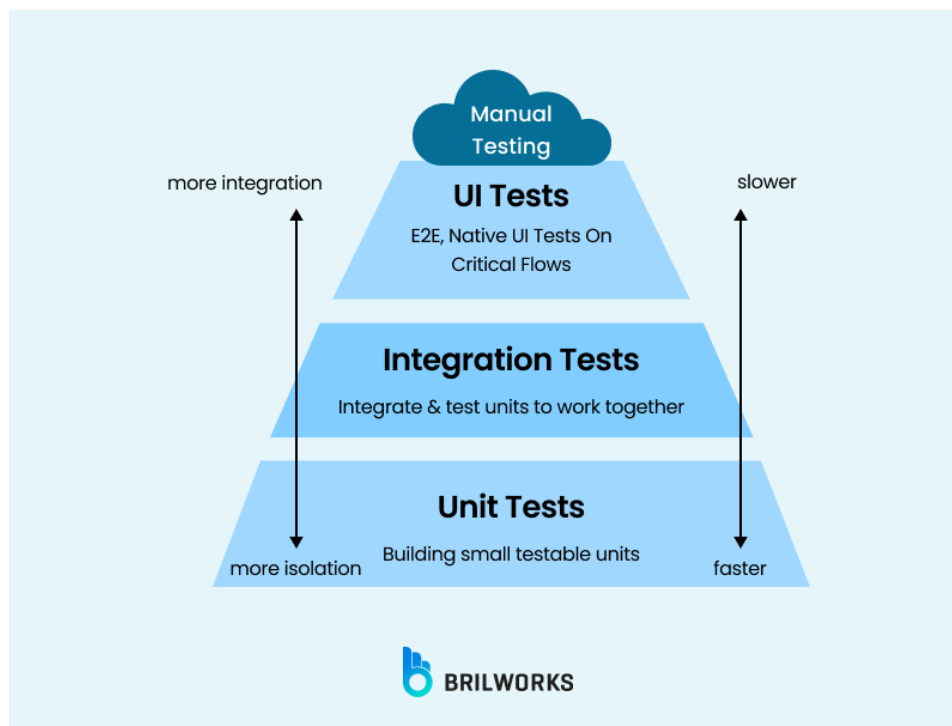 Manual
Testing
more integration
slower
UI Tests
E2E, Native UI Tests On
Critical Flows
Integration Tests
Integrate & test units to work together
Unit Tests
Building small testable units
more isolation
faster
BRILWORKS